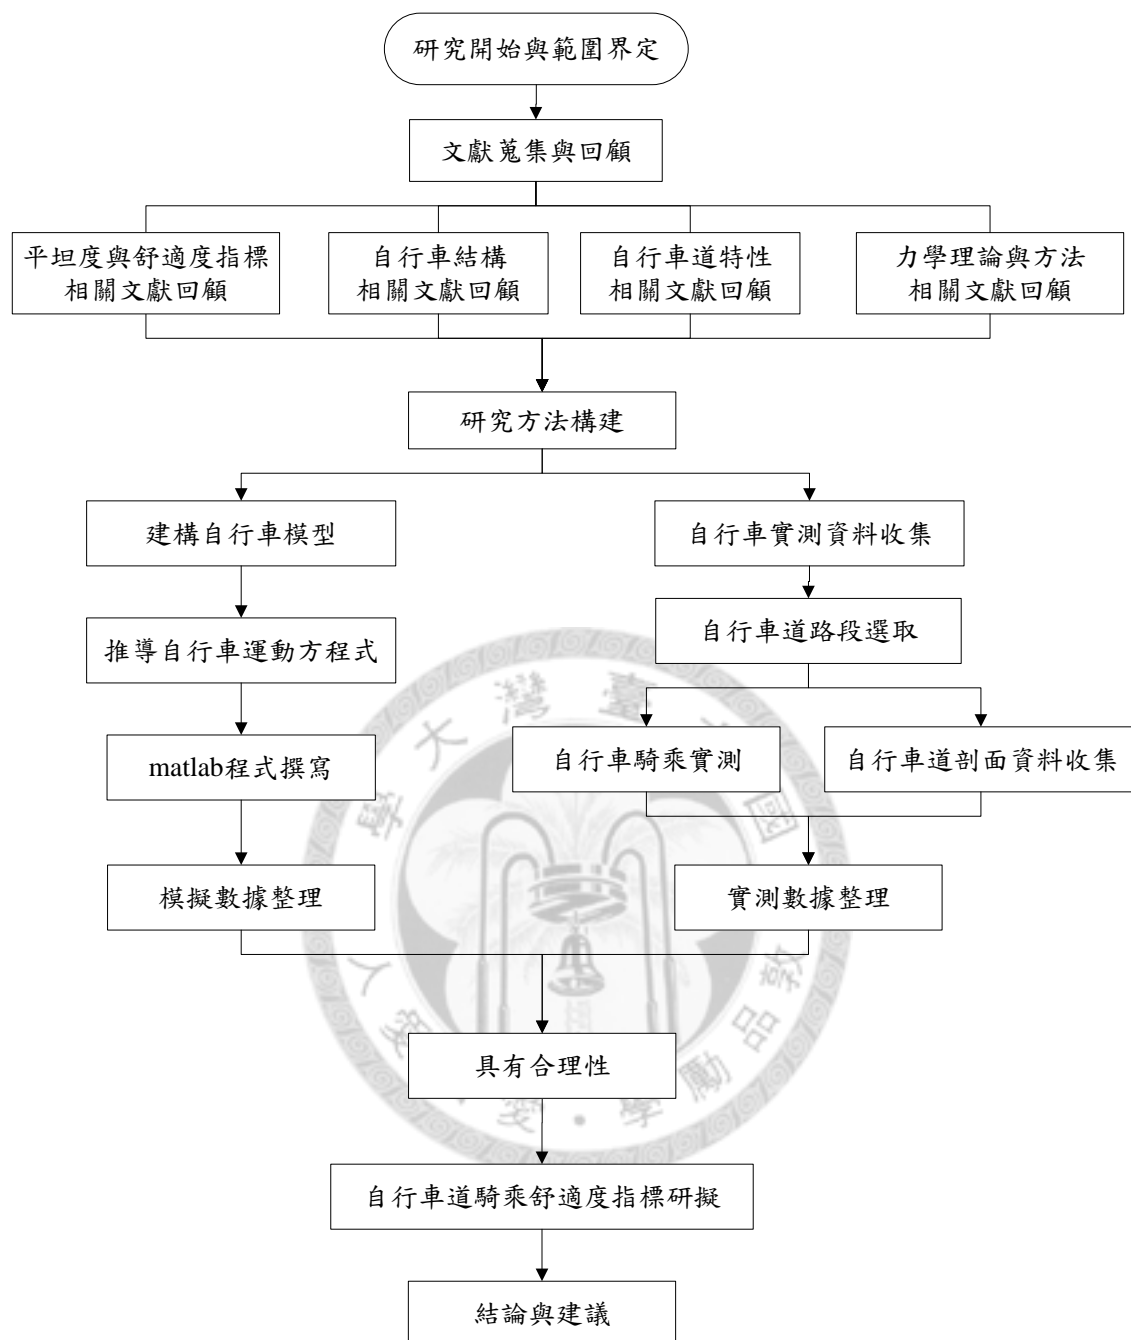 研究開始與範圍界定
文獻蒐集與回顧
平坦度與舒適度指標
相關文獻回顧
自行車結構
相關文獻回顧
自行車道特性
相關文獻回顧
力學理論與方法
相關文獻回顧
研究方法構建
建構自行車模型
自行車實測資料收集
推導自行車運動方程式
自行車道路段選取
matlab程式撰寫
自行車騎乘實測
自行車道剖面資料收集
模擬數據整理
實測數據整理
具有合理性
自行車道騎乘舒適度指標研擬
結論與建議